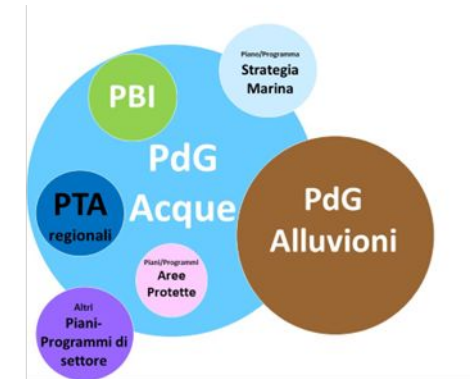 Piano/Programma
Strategia
Marina
PBI
PdG
Acque
PTA
regionali
PdG
Alluvioni
Piani/Programmi
Aree
Protette
Altri
Piani-
Programmi di
settore